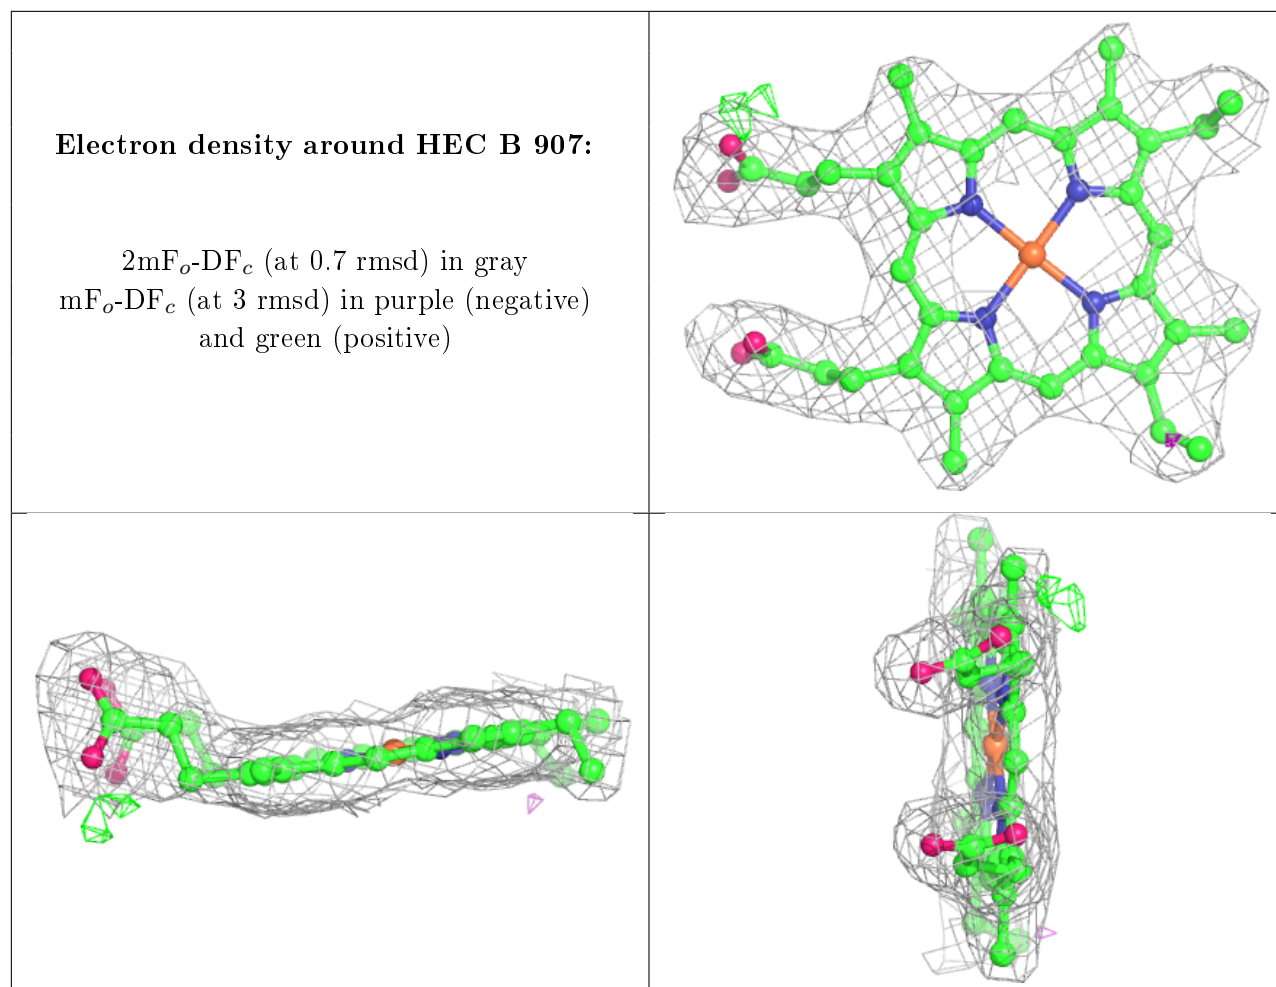 Electron density around HEC B 907:
2mFo-DFc (at 0.7 rmsd) in gray
mFo-DFc (at 3 rmsd) in purple (negative)
and green (positive)